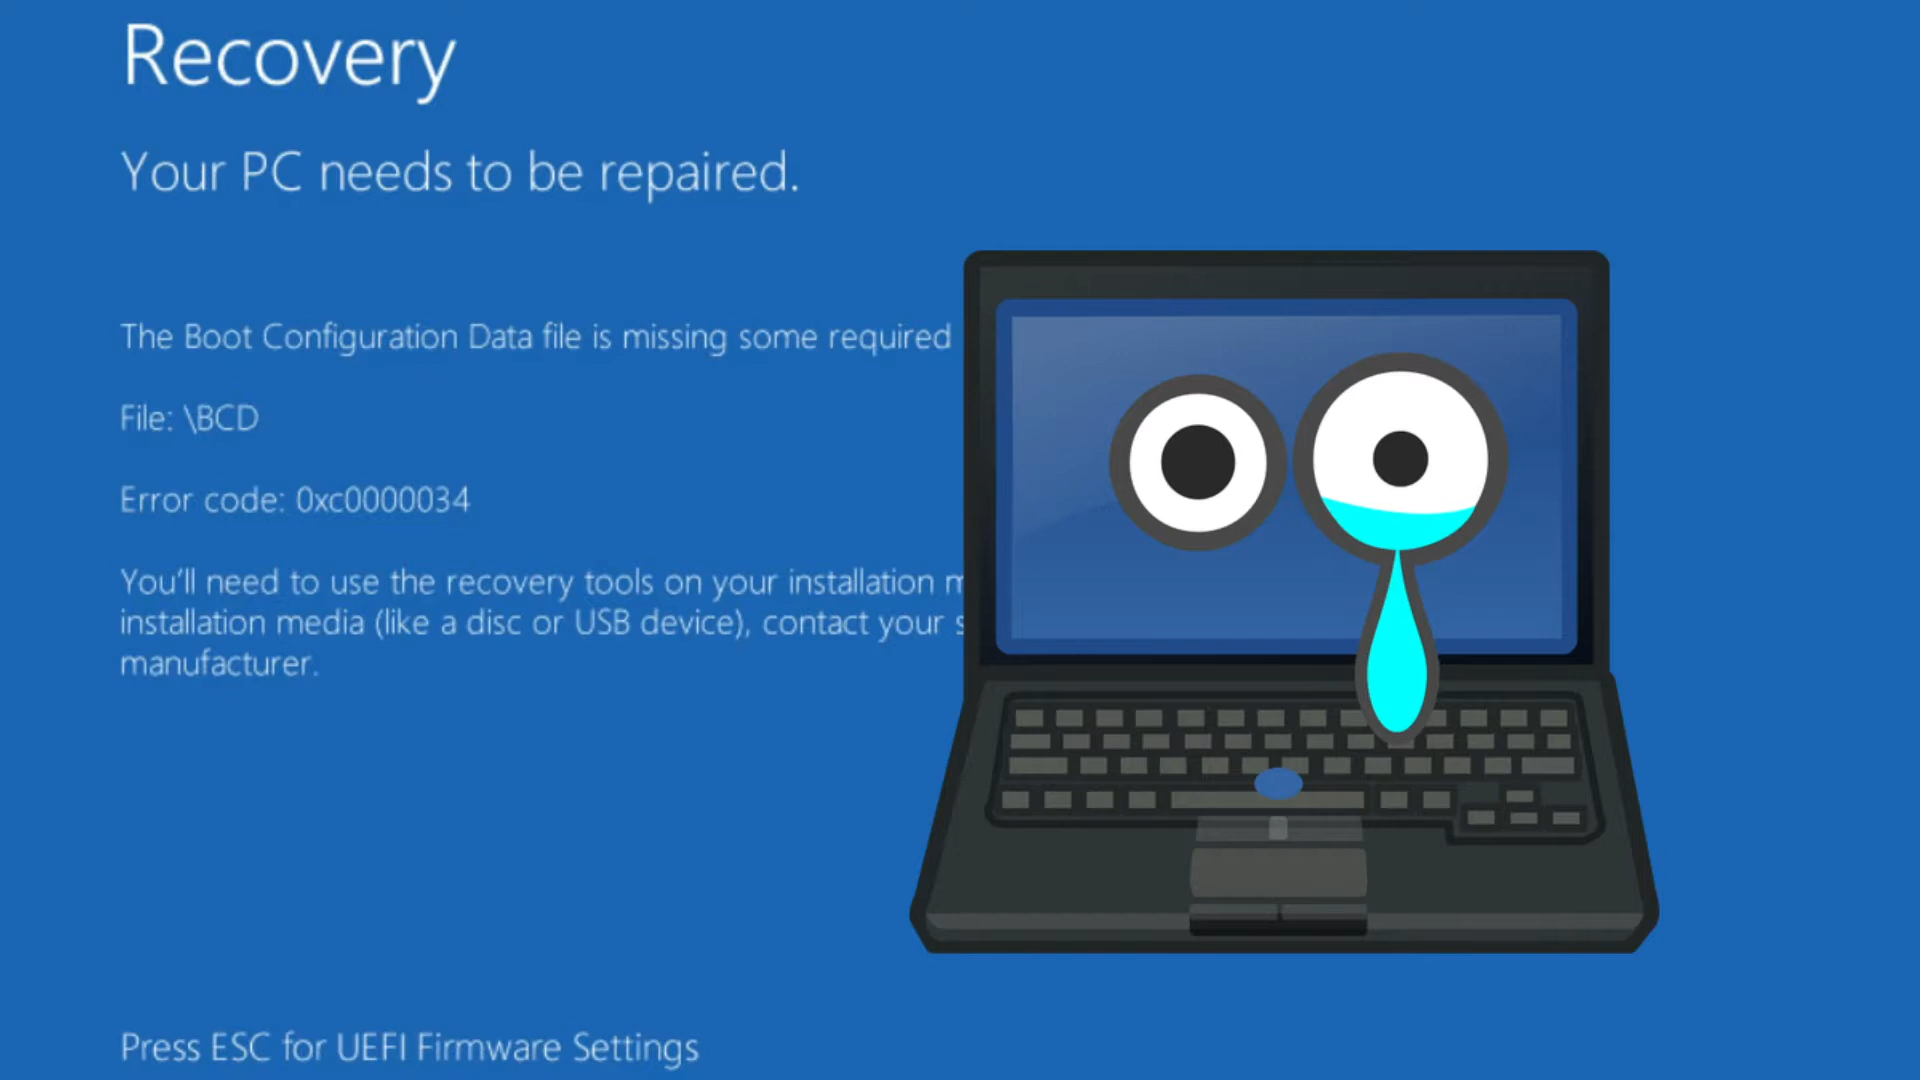 Recovery
Your PC needs to be repaired.
The Boot Configuration Data file is missing some required
File: \BCD
Error code: 0xc0000034
You'll need to use the recovery tools on your installation
installation media (like a disc or USB device), contact your
manufacturer.
Press ESC for UEFI Firmware Settings